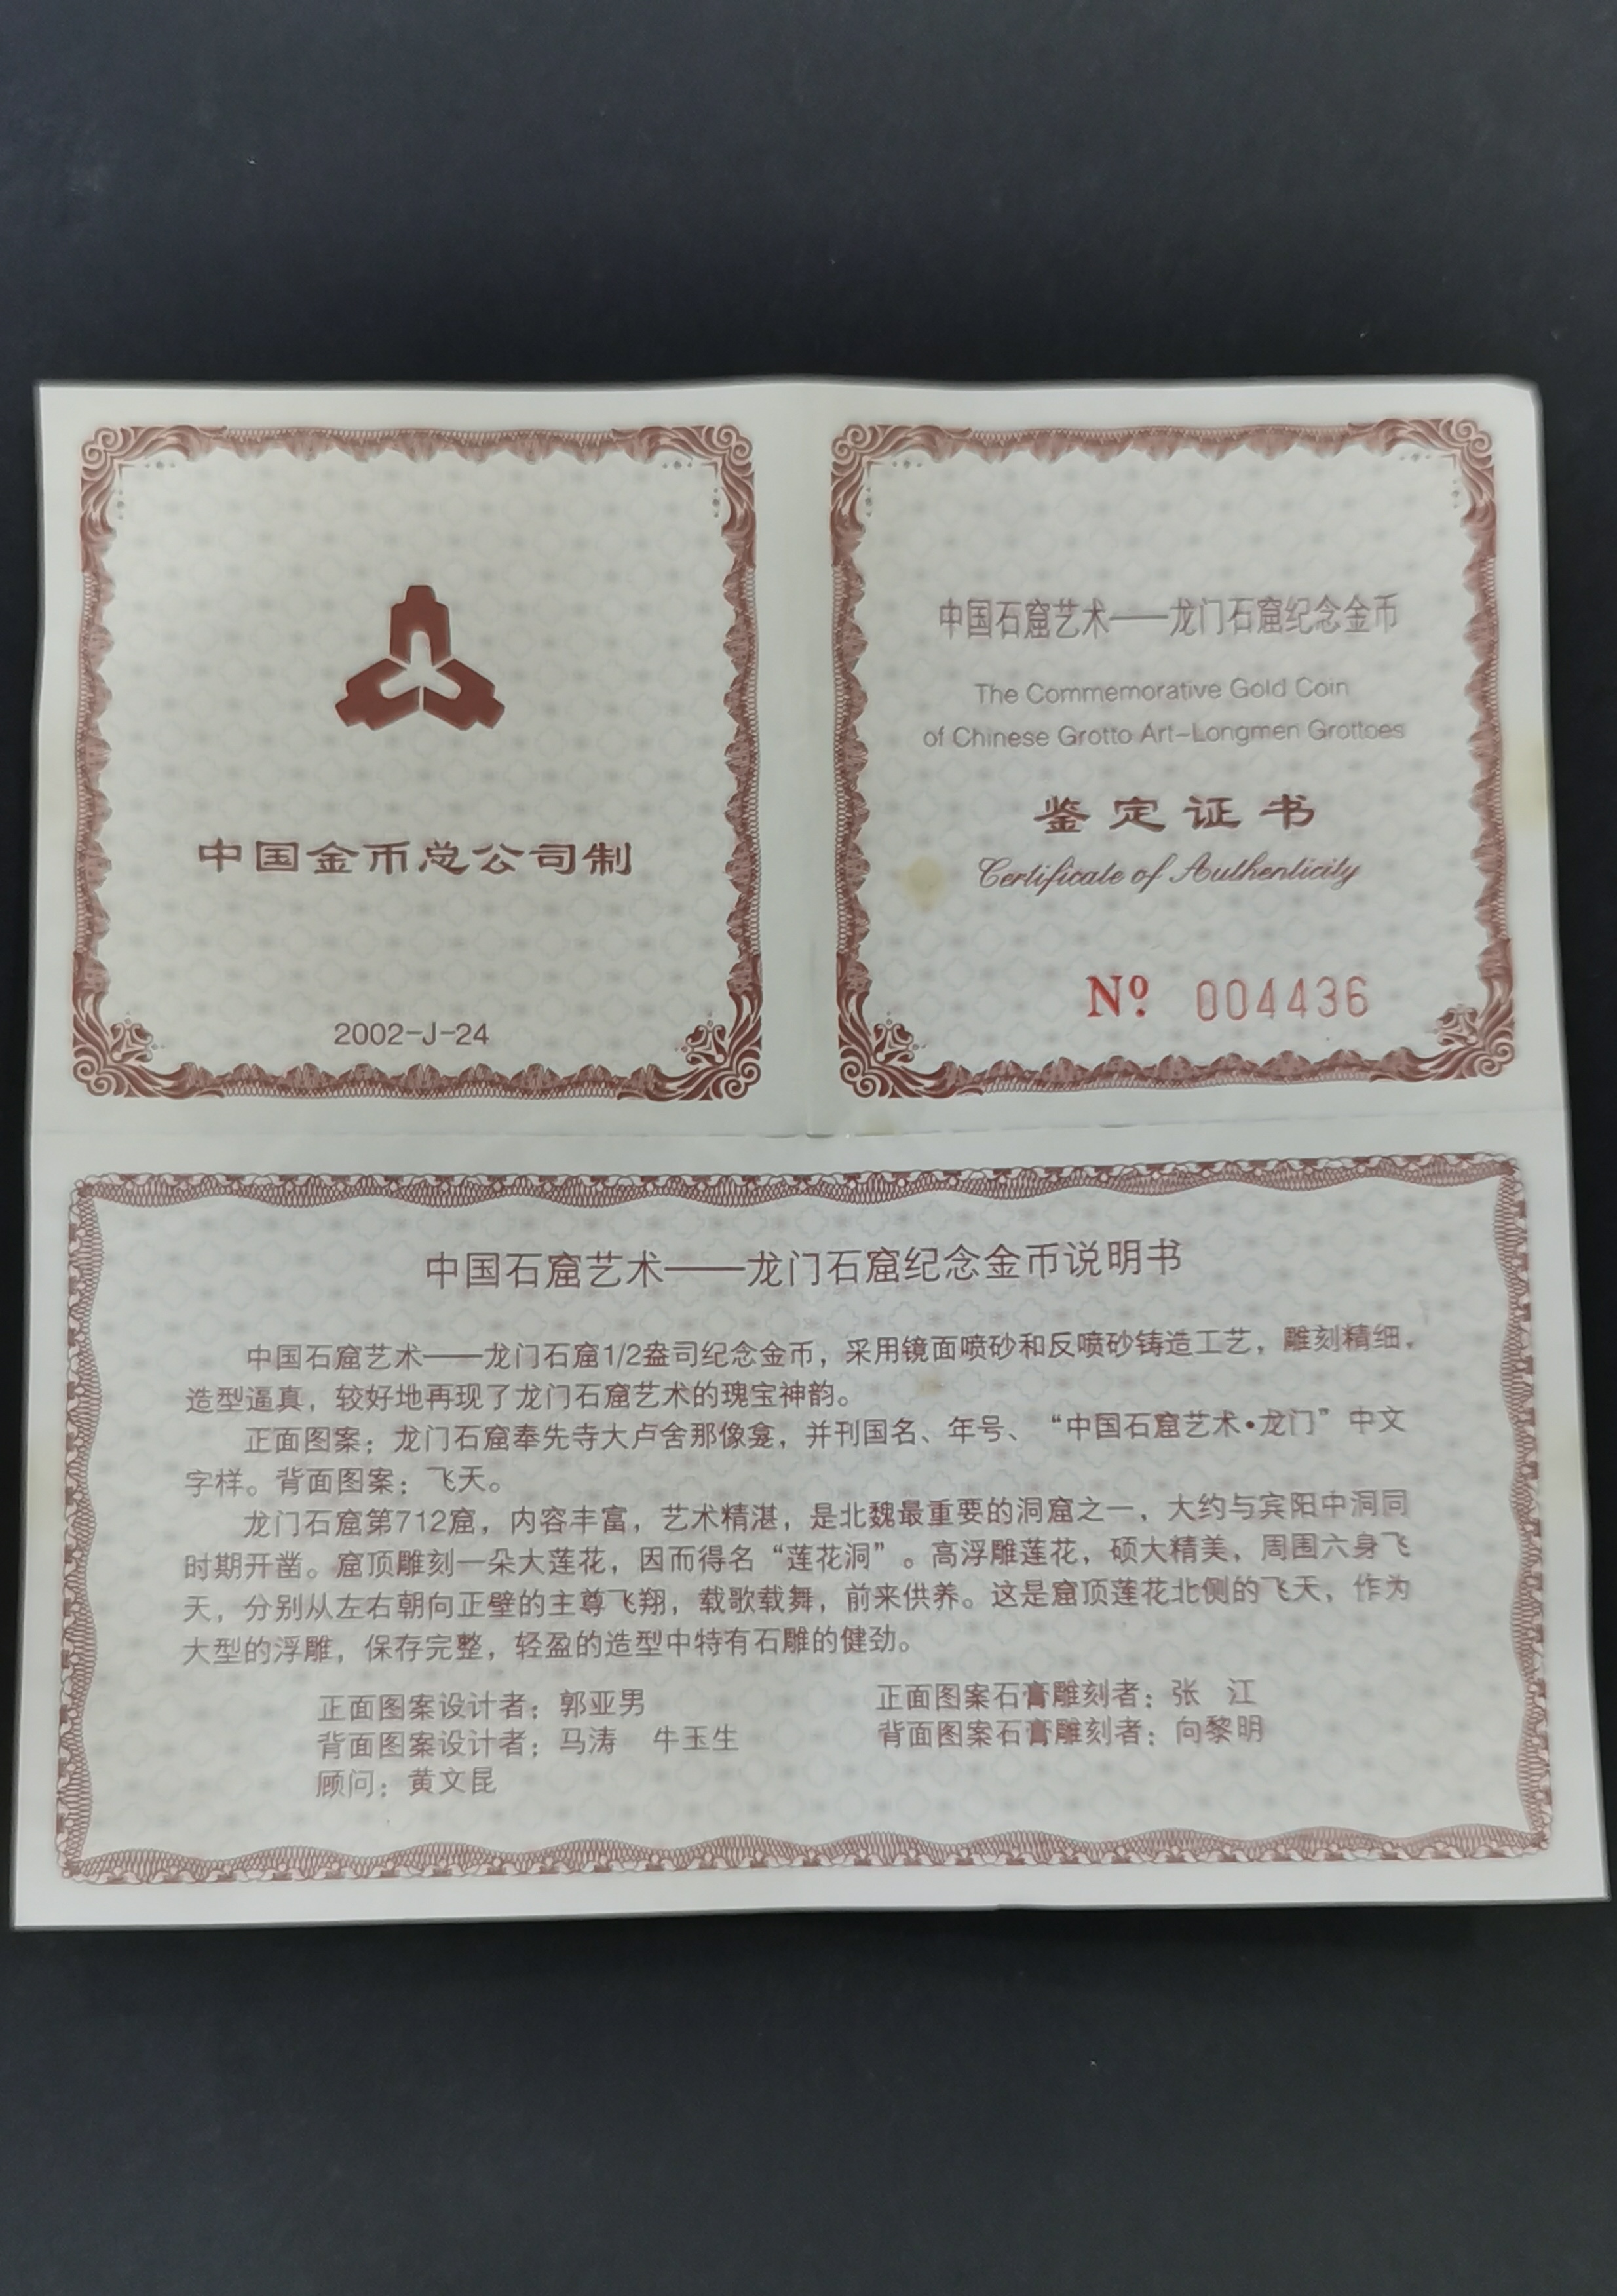 中国金币总公司制
2002-J-24
中国石窟艺术——龙门石窟纪念金币
The Commemorative Gold Coin
of Chinese Grotto Art-Longmen Grottoes
鉴定证书
Certificate of Authenticity
Nº 004436
中国石窟艺术——龙门石窟纪念金币说明书
中国石窟艺术——龙门石窟1/2盎司纪念金币，采用镜面喷砂和反喷砂铸造工艺，雕刻精细，
造型逼真，较好地再现了龙门石窟艺术的瑰宝神韵。
正面图案：龙门石窟奉先寺大卢舍那像龛，并刊国名、年号、“中国石窟艺术•龙门”中文
字样。背面图案：飞天。
龙门石窟第712窟，内容丰富，艺术精湛，是北魏最重要的洞窟之一，大约与宾阳中洞同
时期开凿。窟顶雕刻一朵大莲花，因而得名“莲花洞”。高浮雕莲花，硕大精美，周围六身飞
天，分别从左右朝向正壁的主尊飞翔，载歌载舞，前来供养。这是窟顶莲花北侧的飞天，作为
大型的浮雕，保存完整，轻盈的造型中特有石雕的健劲。
正面图案设计者：郭亚男
正面图案石膏雕刻者：张 江
背面图案设计者：马涛 牛玉生
背面图案石膏雕刻者：向黎明
顾问：黄文昆